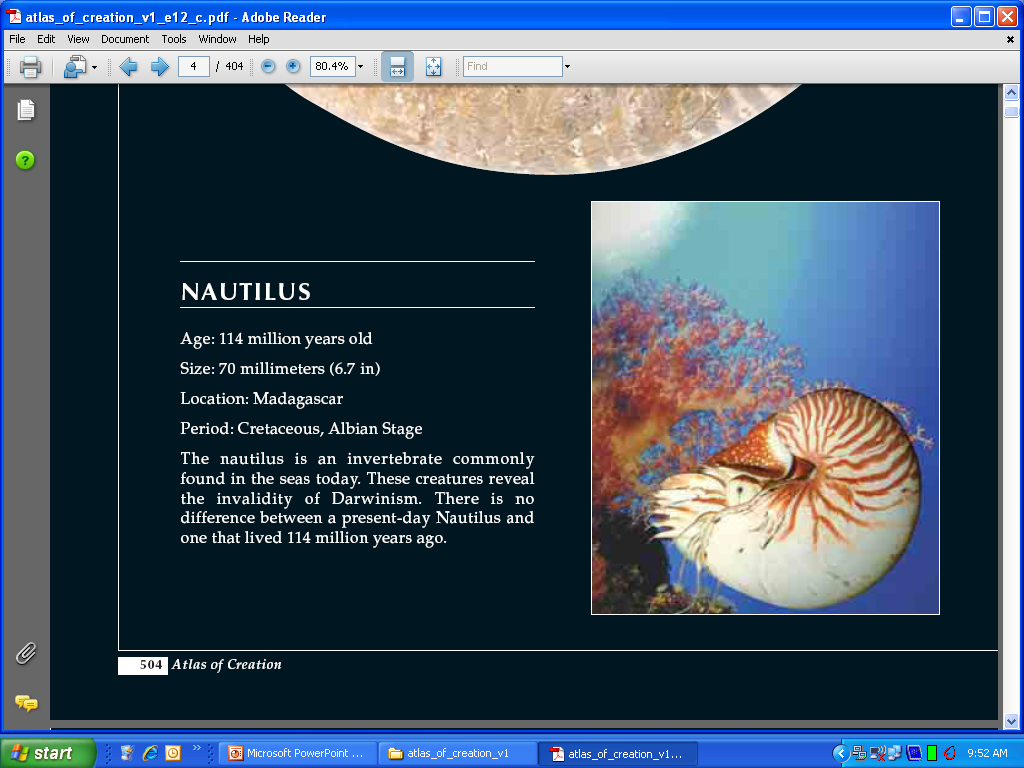 atlas_of_creation_v1_e12_c.pdf - Adobe Reader
File Edit View Document Tools Window Help
4 / 404 80.4% Find
NAUTILUS
Age: 114 million years old
Size: 70 millimeters (6.7 in)
Location: Madagascar
Period: Cretaceous, Albian Stage
The nautilus is an invertebrate commonly
found in the seas today. These creatures reveal
the invalidity of Darwinism. There is no
difference between a present-day Nautilus and
one that lived 114 million years ago.
504 Atlas of Creation
start Microsoft PowerPoint ... atlas_of_creation_v1 atlas_of_creation_v1... 9:52 AM